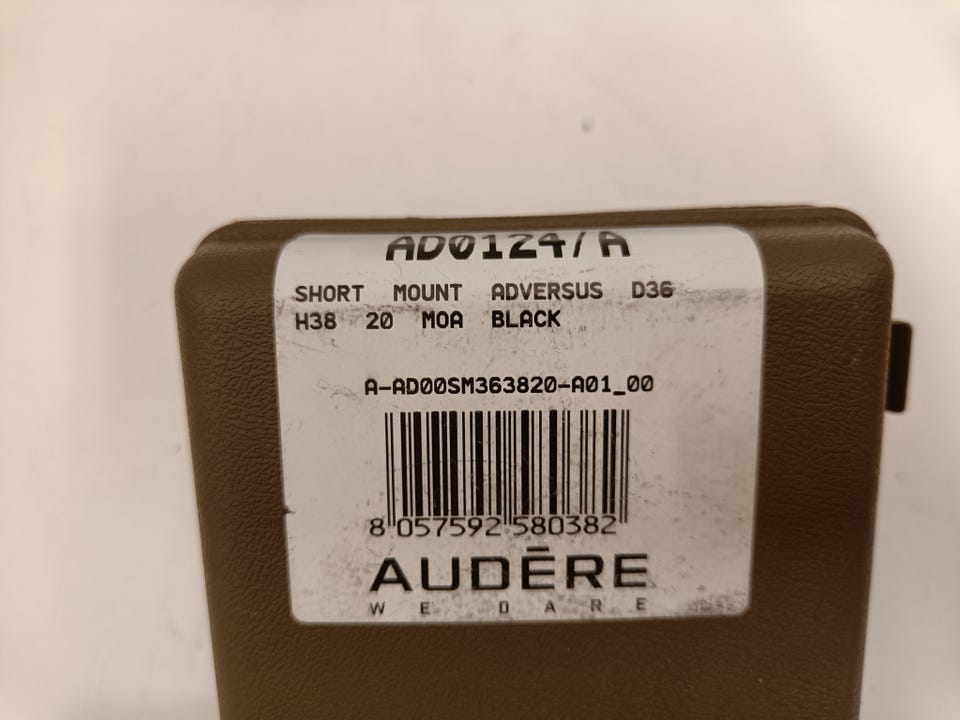 AD0124/A
SHORT MOUNT ADVERSUS D36
H38 20 MOA BLACK
A-AD00SM363820-A01_00
8 057592 580382
AUDĒRE
WE DARE